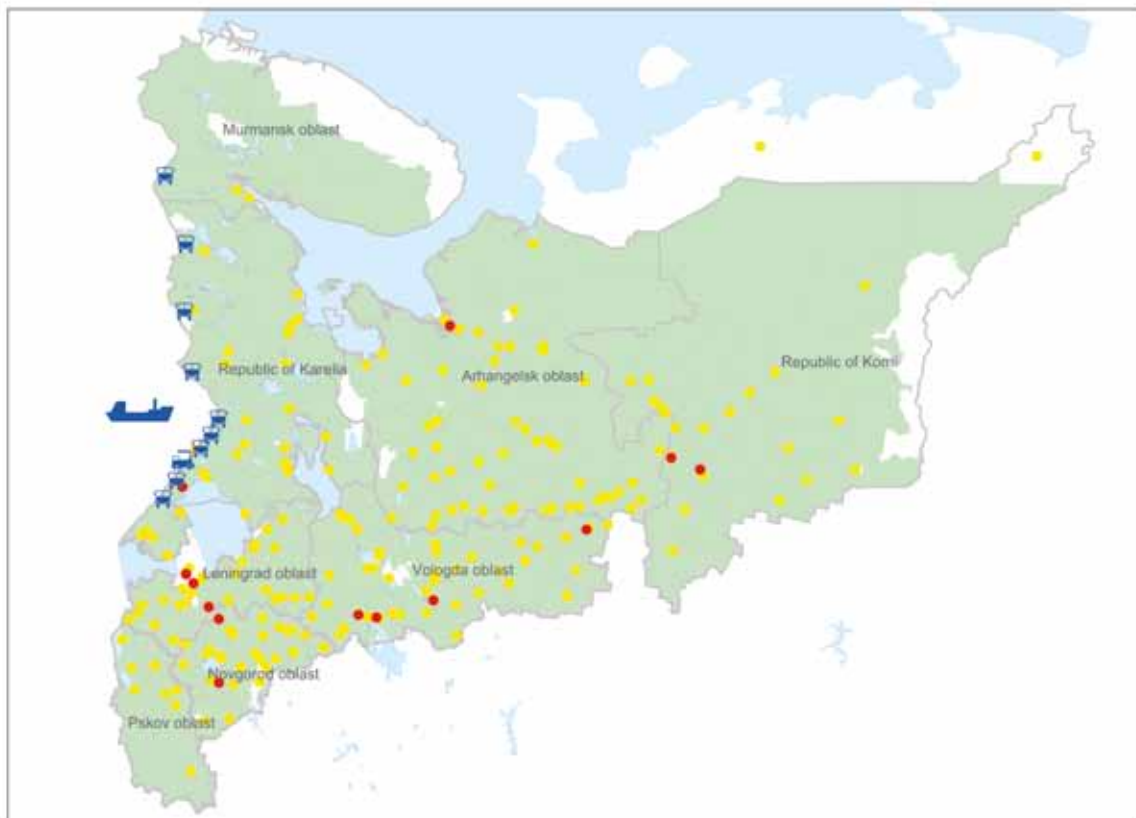 Murmansk oblast
Republic of Karelia
Arhangelsk oblast
Republic of Komi
Leningrad oblast
Vologda oblast
Novgorod oblast
Pskov oblast